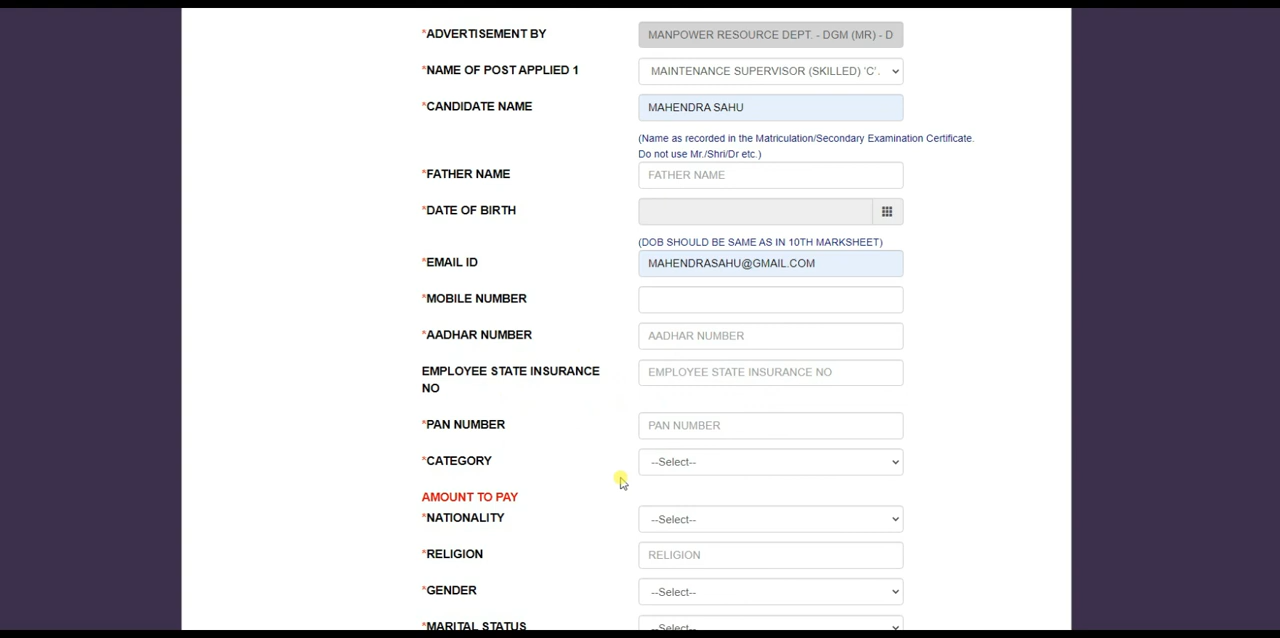 *ADVERTISEMENT BY
MANPOWER RESOURCE DEPT. - DGM (MR) - D
*NAME OF POST APPLIED 1
MAINTENANCE SUPERVISOR (SKILLED) 'C'.
*CANDIDATE NAME
MAHENDRA SAHU
(Name as recorded in the Matriculation/Secondary Examination Certificate.
Do not use Mr./Shri/Dr etc.)
*FATHER NAME
FATHER NAME
*DATE OF BIRTH
(DOB SHOULD BE SAME AS IN 10TH MARKSHEET)
*EMAIL ID
MAHENDRASAHU@GMAIL.COM
*MOBILE NUMBER
*AADHAR NUMBER
AADHAR NUMBER
EMPLOYEE STATE INSURANCE
NO
EMPLOYEE STATE INSURANCE NO
*PAN NUMBER
PAN NUMBER
*CATEGORY
--Select--
AMOUNT TO PAY
*NATIONALITY
--Select--
*RELIGION
RELIGION
*GENDER
--Select--
*MARITAL STATUS
--Select--